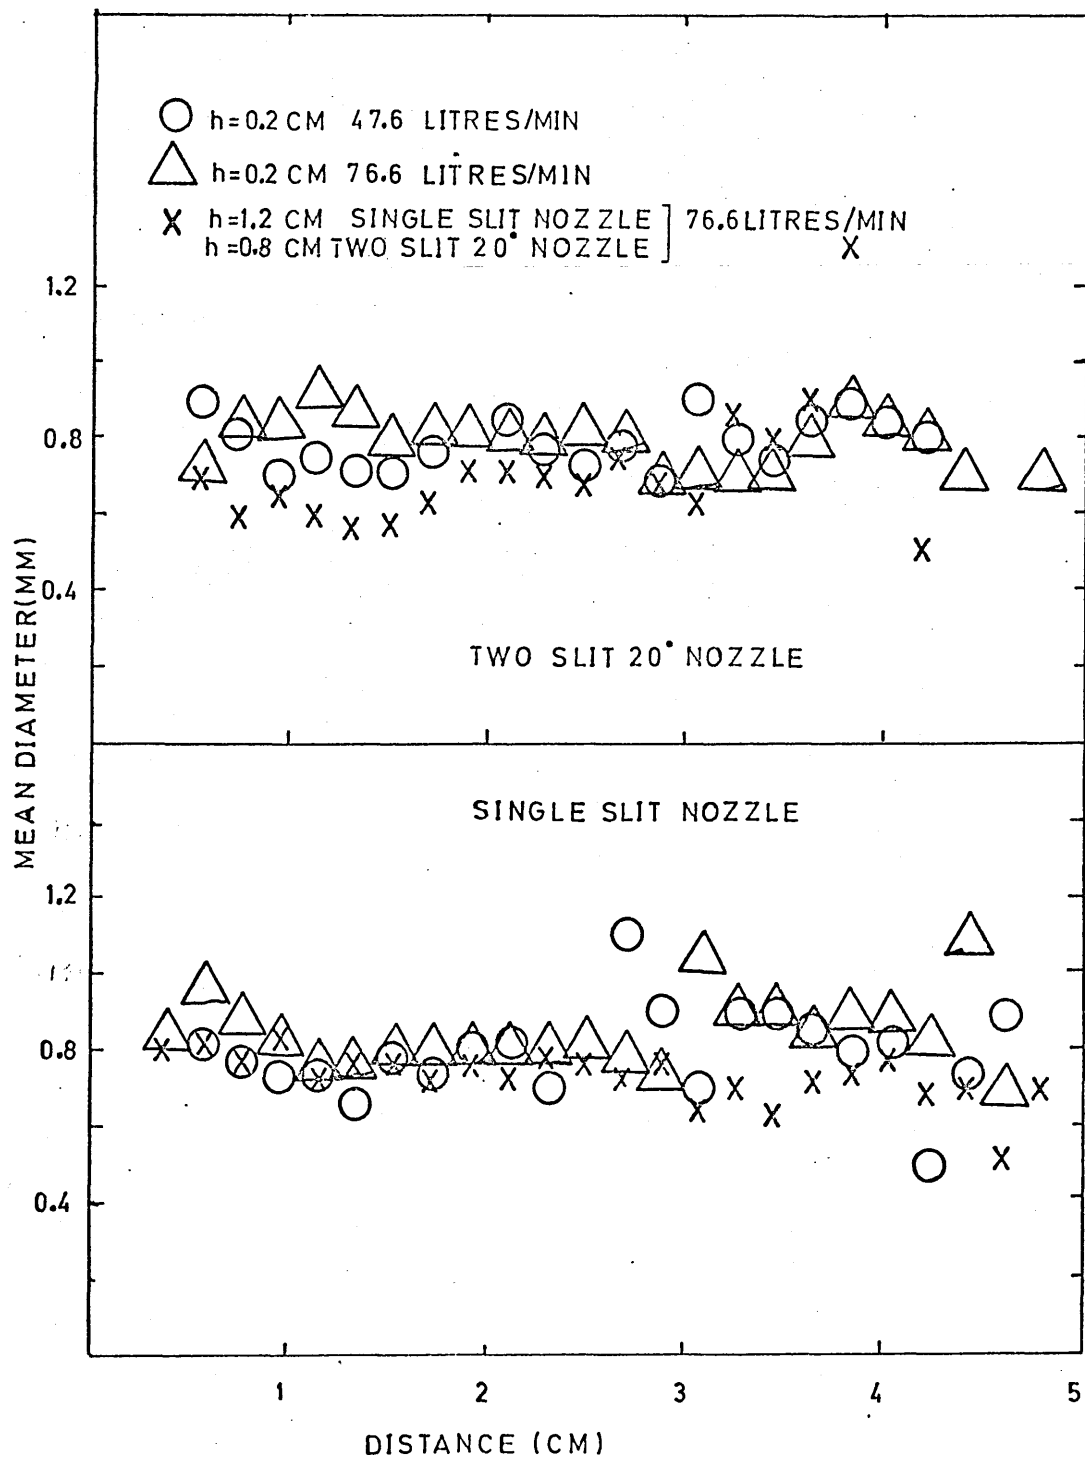 h=0.2 CM 47.6 LITRES/MIN
h=0.2 CM 76.6 LITRES/MIN
h=1.2 CM SINGLE SLIT NOZZLE ] 76.6 LITRES/MIN
h=0.8 CM TWO SLIT 20° NOZZLE
1.2
0.8
0.4
TWO SLIT 20° NOZZLE
MEAN DIAMETER(MM)
SINGLE SLIT NOZZLE
1.2
0.8
0.4
1 2 3 4 5
DISTANCE (CM)